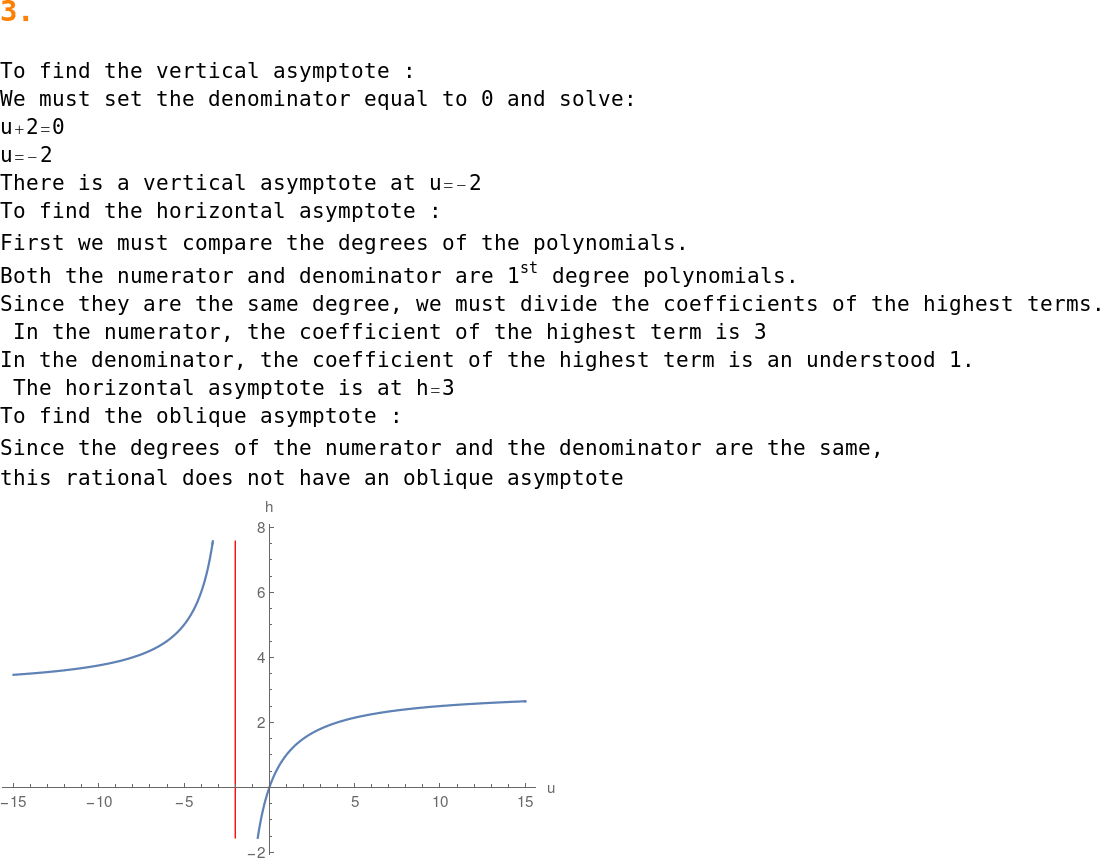 3.
To find the vertical asymptote :
We must set the denominator equal to 0 and solve:
u+2=0
u=-2
There is a vertical asymptote at u=-2
To find the horizontal asymptote :
First we must compare the degrees of the polynomials.
Both the numerator and denominator are 1st degree polynomials.
Since they are the same degree, we must divide the coefficients of the highest terms.
In the numerator, the coefficient of the highest term is 3
In the denominator, the coefficient of the highest term is an understood 1.
The horizontal asymptote is at h=3
To find the oblique asymptote :
Since the degrees of the numerator and the denominator are the same,
this rational does not have an oblique asymptote
h
8
6
4
2
-15 -10 -5 5 10 15 u
-2